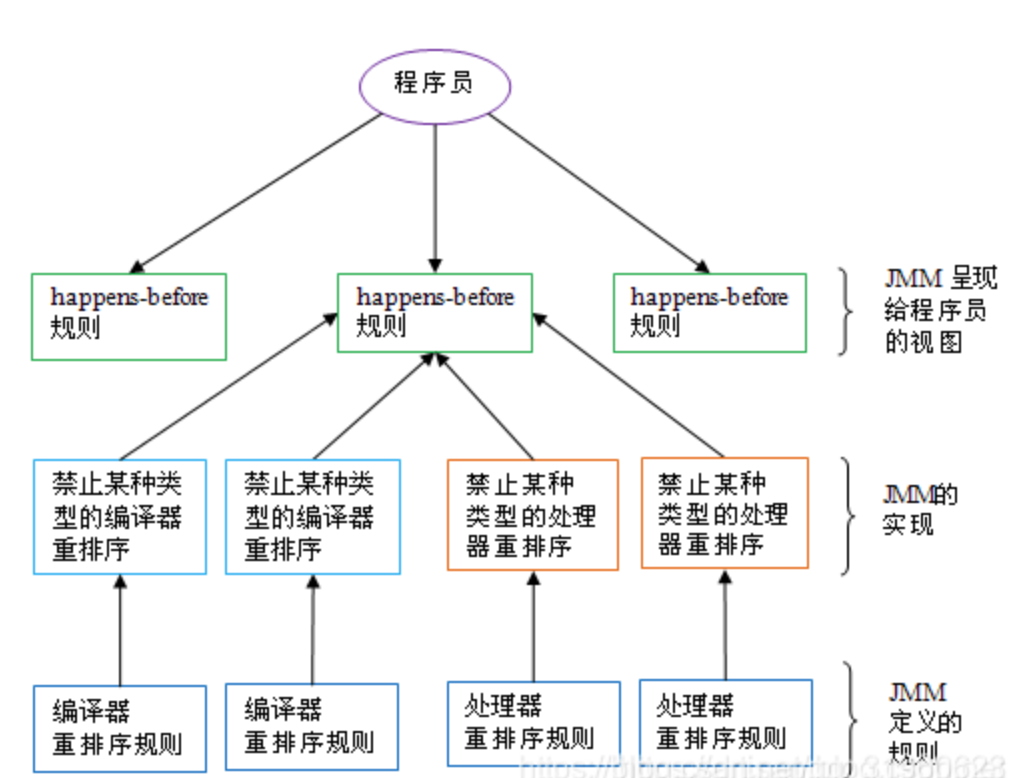 程序员
happens-before
规则
happens-before
规则
happens-before
规则
JMM 呈现
给程序员
的视图
禁止某种类
型的编译器
重排序
禁止某种类
型的编译器
重排序
禁止某种
类型的处理
器重排序
禁止某种
类型的处理
器重排序
JMM的
实现
编译器
重排序规则
编译器
重排序规则
处理器
重排序规则
处理器
重排序规则
JMM
定义的
规则